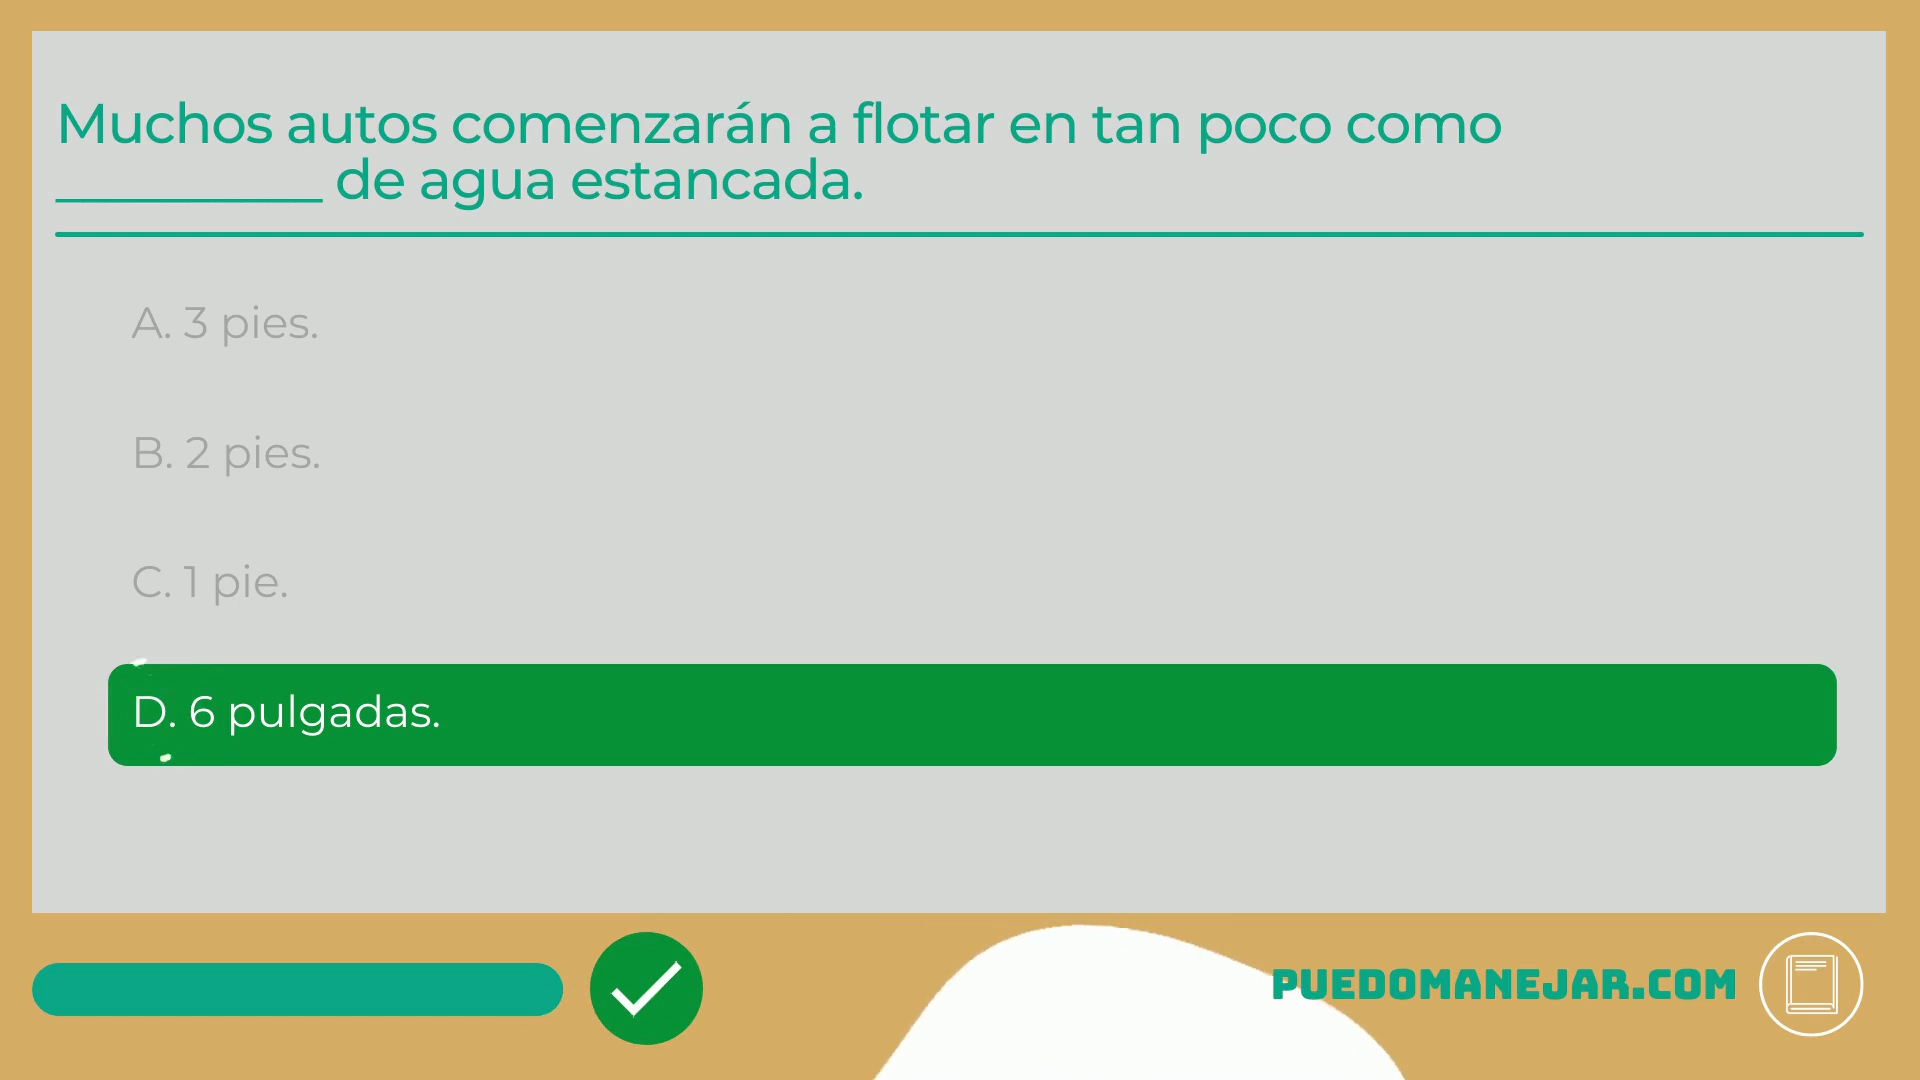 Muchos autos comenzarán a flotar en tan poco como
__________ de agua estancada.
A. 3 pies.
B. 2 pies.
C. 1 pie.
D. 6 pulgadas.
PUEDOMANEJAR.COM